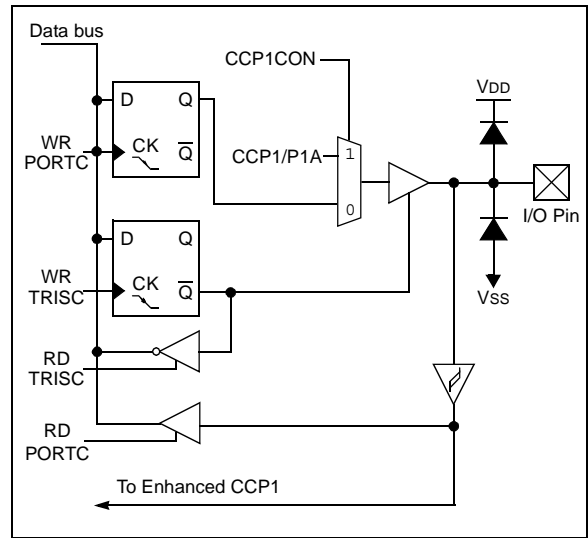 Data bus
CCP1CON
VDD
D Q
WR
PORTC
CK Q
CCP1/P1A
1
0
I/O Pin
D Q
WR
TRISC
CK Q
VSS
RD
TRISC
RD
PORTC
To Enhanced CCP1